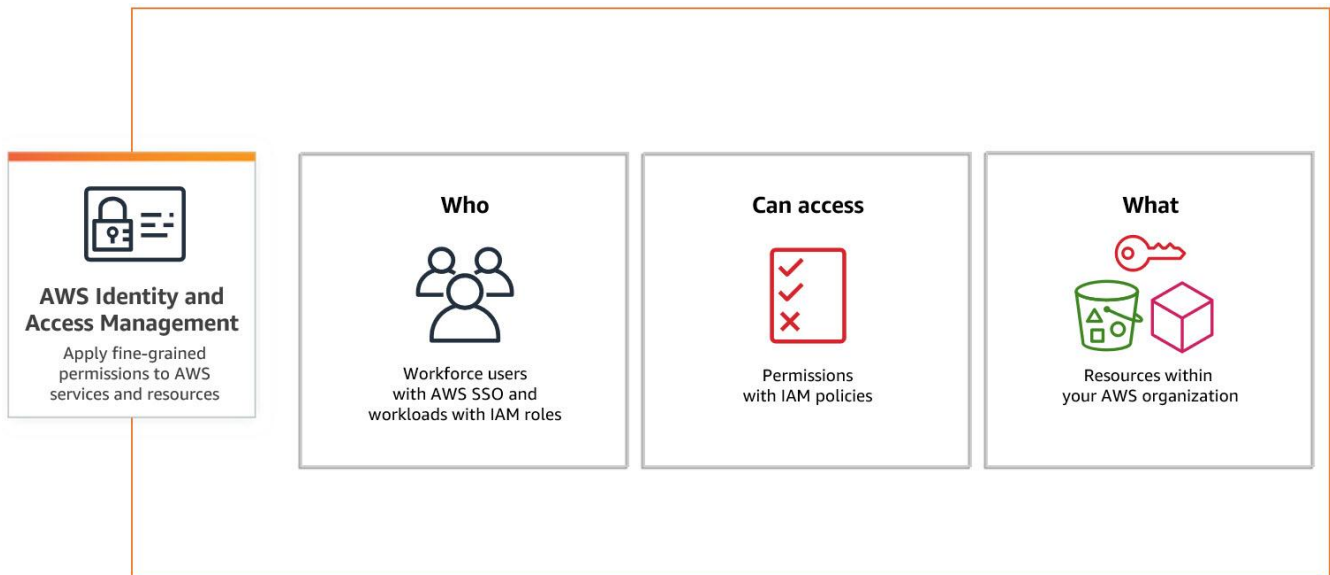 AWS Identity and
Access Management
Apply fine-grained
permissions to AWS
services and resources
Who
Workforce users
with AWS SSO and
workloads with IAM roles
Can access
Permissions
with IAM policies
What
Resources within
your AWS organization